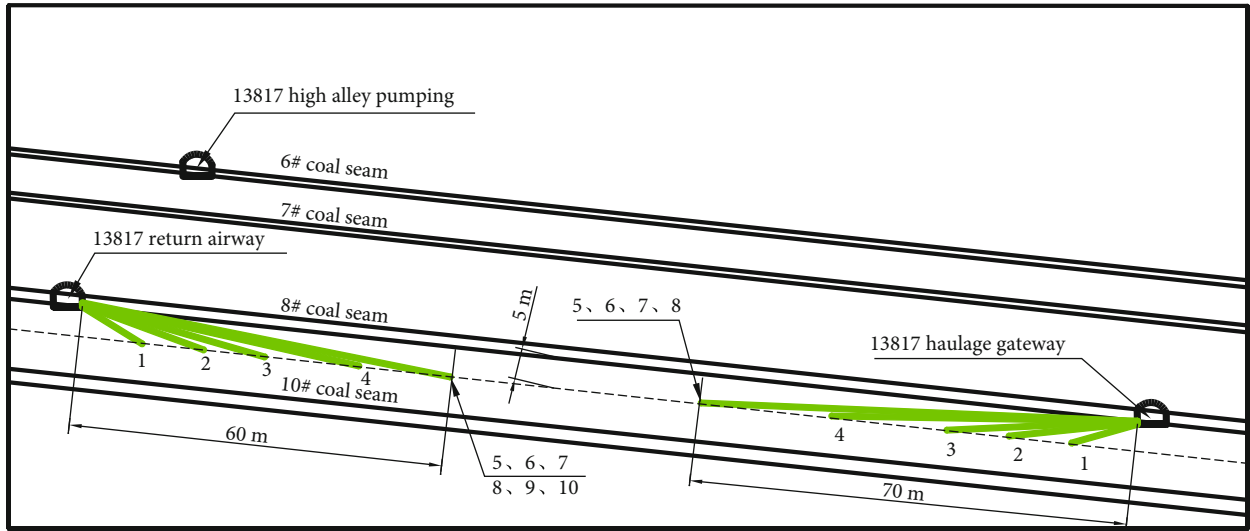 13817 high alley pumping
6# coal seam
7# coal seam
13817 return airway
8# coal seam
5 m
5、6、7、8
13817 haulage gateway
1
2
3
4
10# coal seam
4
3
2
1
60 m
5、6、7
8、9、10
70 m